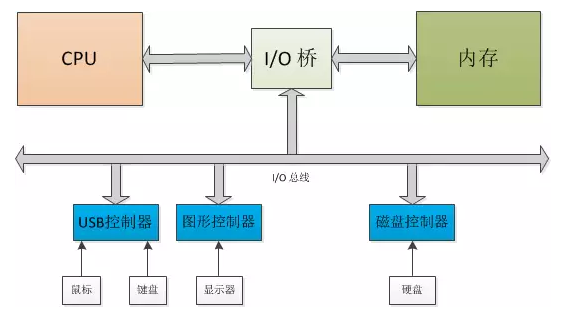 CPU
I/O 桥
内存
I/O 总线
USB控制器
图形控制器
磁盘控制器
鼠标
键盘
显示器
硬盘